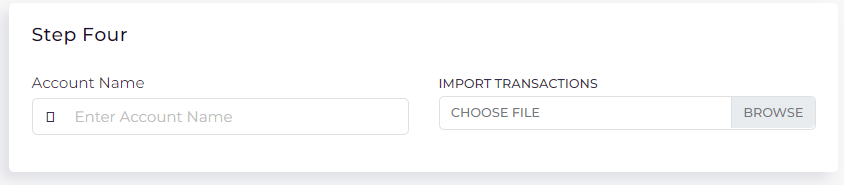 Step Four
Account Name
Enter Account Name
IMPORT TRANSACTIONS
CHOOSE FILE
BROWSE